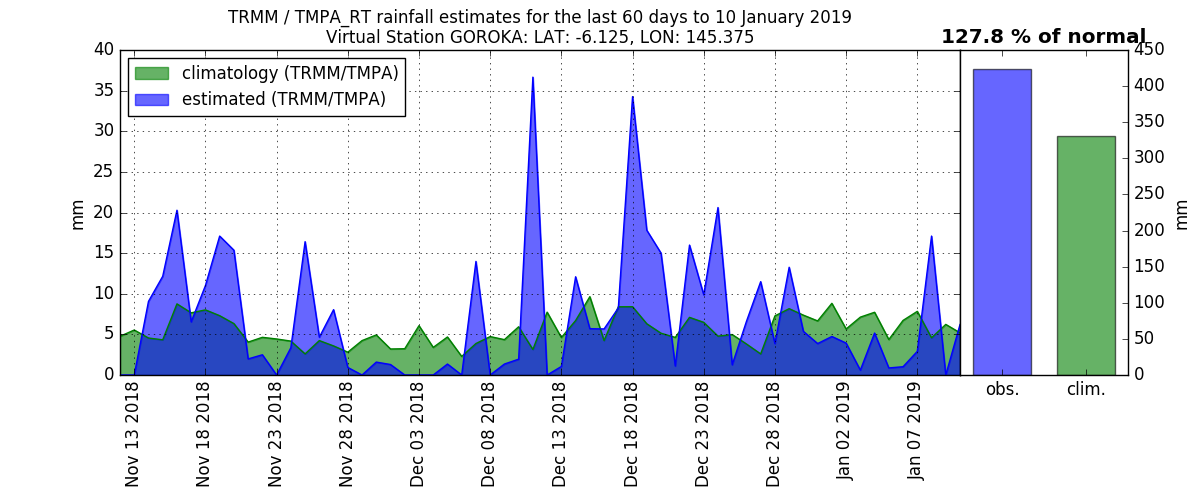 TRMM / TMPA_RT rainfall estimates for the last 60 days to 10 January 2019
Virtual Station GOROKA: LAT: -6.125, LON: 145.375
127.8 % of normal
climatology (TRMM/TMPA)
estimated (TRMM/TMPA)
40
35
30
25
20
15
10
5
0
mm
450
400
350
300
250
200
150
100
50
0
mm
Nov 13 2018
Nov 18 2018
Nov 23 2018
Nov 28 2018
Dec 03 2018
Dec 08 2018
Dec 13 2018
Dec 18 2018
Dec 23 2018
Dec 28 2018
Jan 02 2019
Jan 07 2019
obs.
clim.